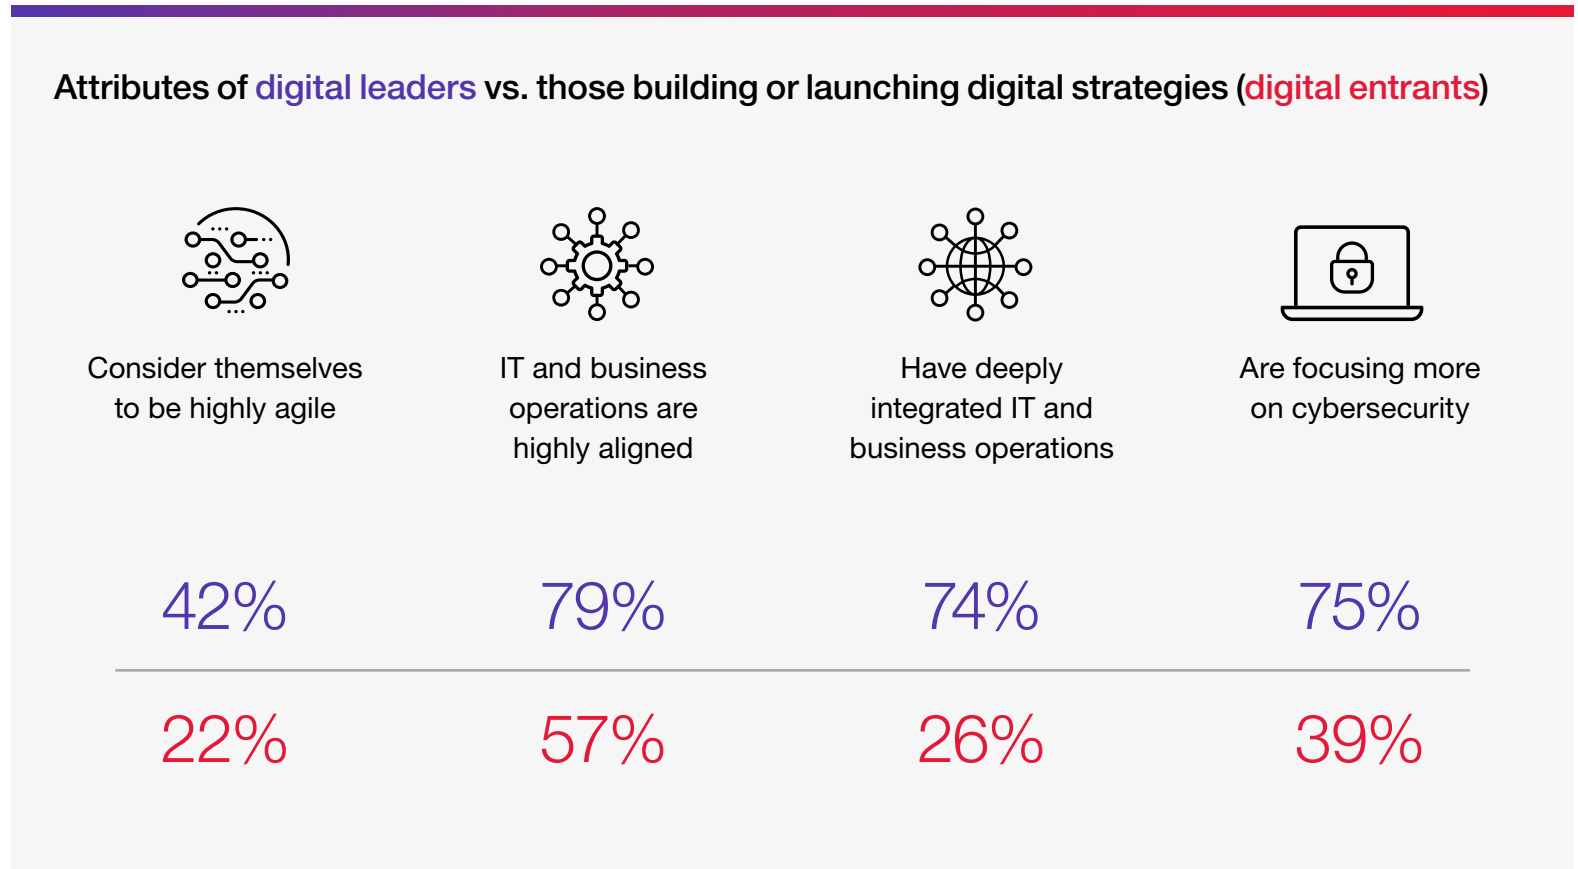 Attributes of digital leaders vs. those building or launching digital strategies (digital entrants)
Consider themselves
to be highly agile
IT and business
operations are
highly aligned
Have deeply
integrated IT and
business operations
Are focusing more
on cybersecurity
42%
79%
74%
75%
22%
57%
26%
39%